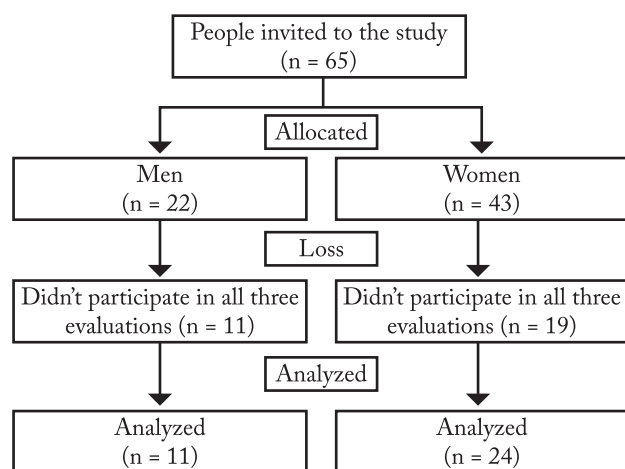 People invited to the study
(n = 65)
Allocated
Men
(n = 22)
Women
(n = 43)
Loss
Didn't participate in all three
evaluations (n = 11)
Didn't participate in all three
evaluations (n = 19)
Analyzed
Analyzed
(n = 11)
Analyzed
(n = 24)